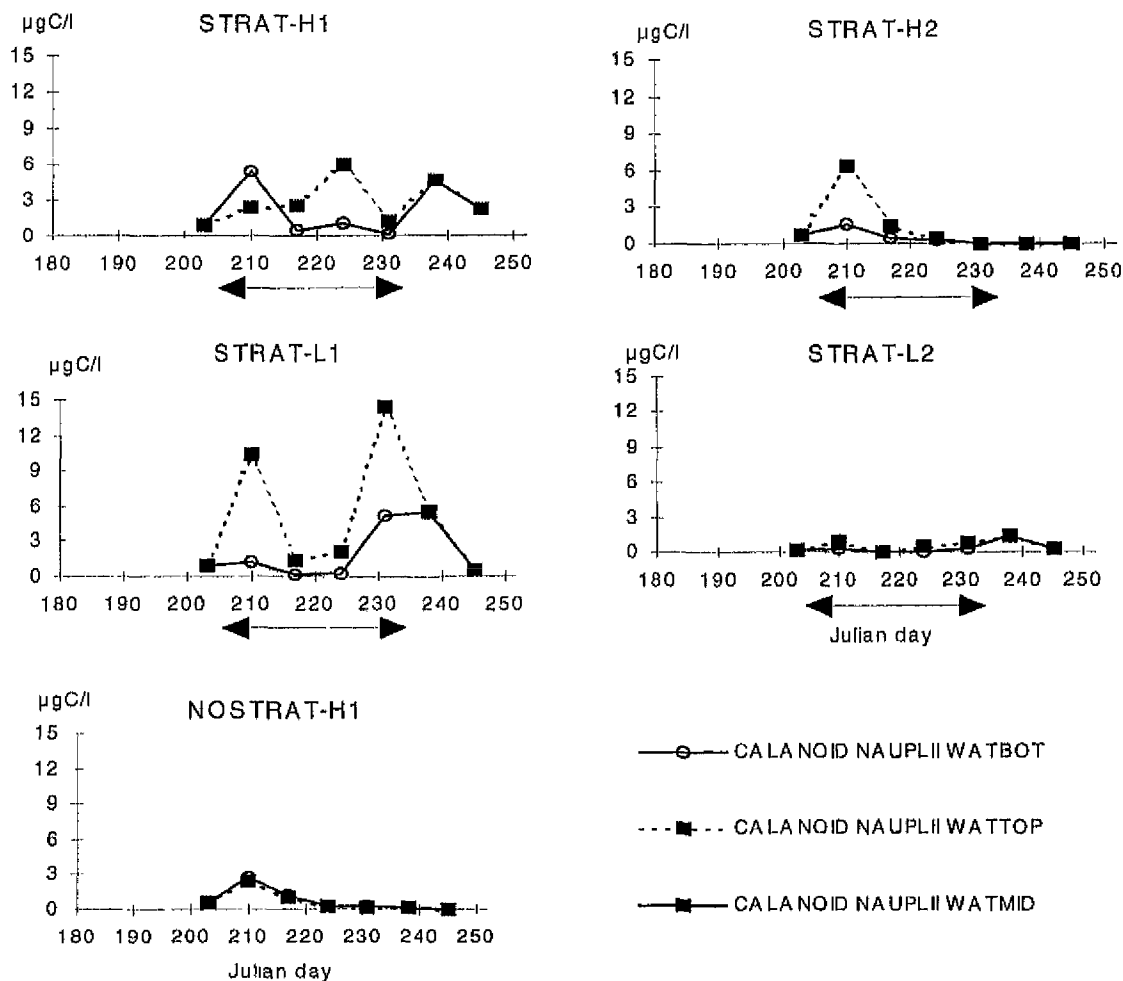 µgC/l
STRAT-H1
15
12
9
6
3
0
180 190 200 210 220 230 240 250
µgC/l
STRAT-H2
15
12
9
6
3
0
180 190 200 210 220 230 240 250
µgC/l
STRAT-L1
15
12
9
6
3
0
180 190 200 210 220 230 240 250
µgC/l
STRAT-L2
15
12
9
6
3
0
180 190 200 210 220 230 240 250
Julian day
µgC/l
NOSTRAT-H1
15
12
9
6
3
0
180 190 200 210 220 230 240 250
Julian day
CALANOID NAUPLII WATBOT
CALANOID NAUPLII WATTOP
CALANOID NAUPLII WATMID